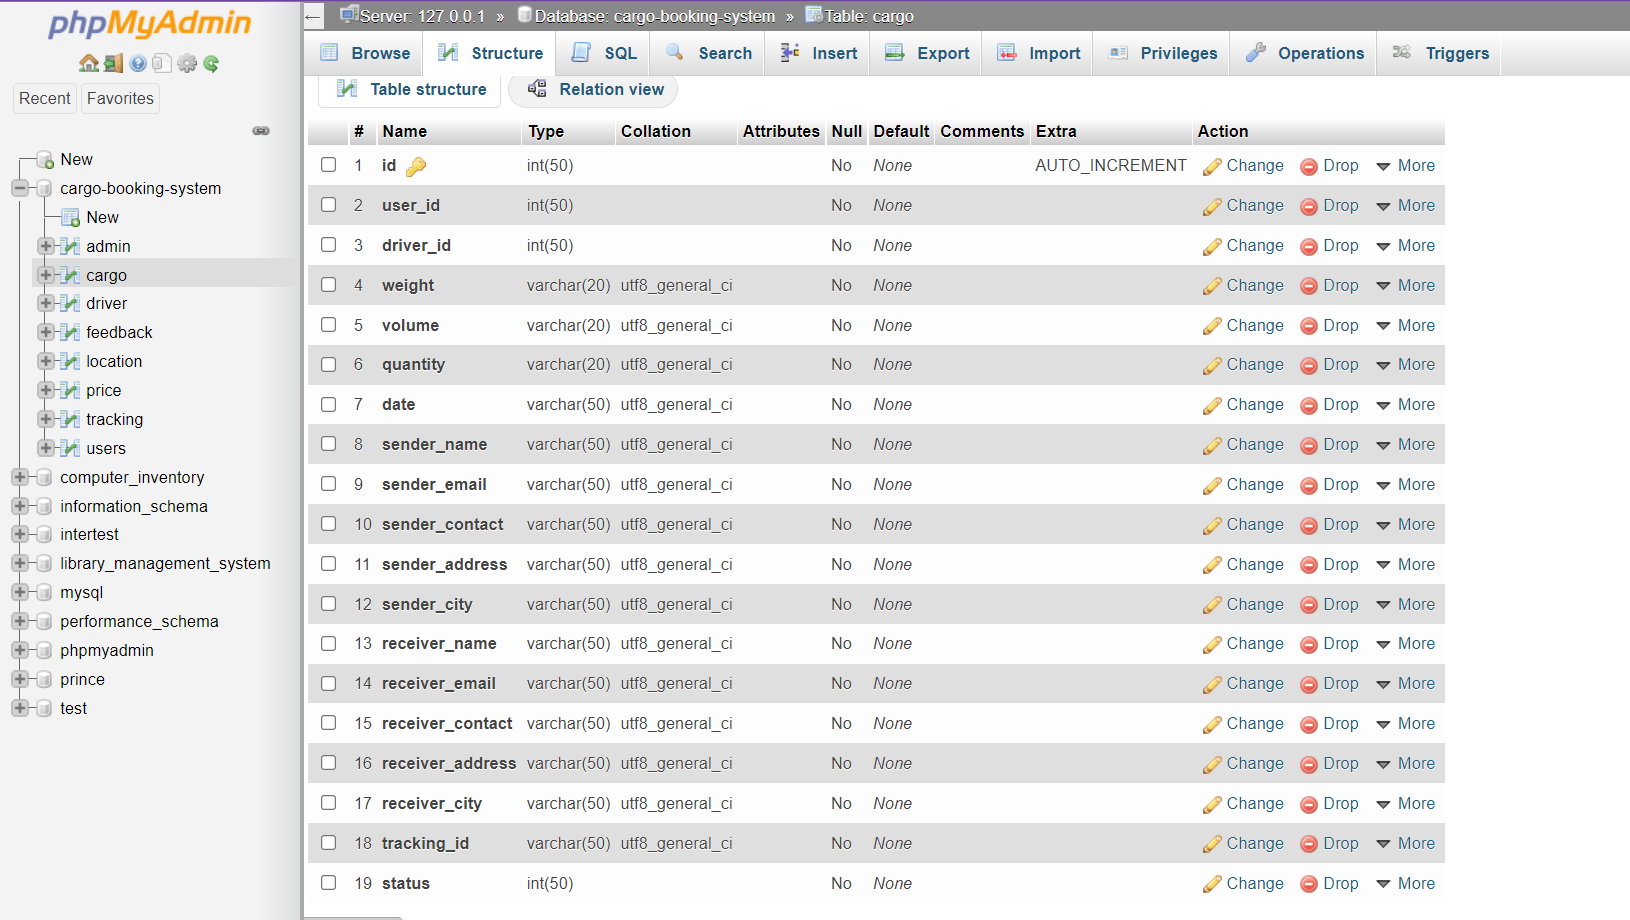 phpMyAdmin
Recent Favorites
New
cargo-booking-system
New
admin
cargo
driver
feedback
location
price
tracking
users
computer_inventory
information_schema
intertest
library_management_system
mysql
performance_schema
phpmyadmin
prince
test
Server: 127.0.0.1 » Database: cargo-booking-system » Table: cargo
Browse Structure SQL Search Insert Export Import Privileges Operations Triggers
Table structure Relation view
# Name Type Collation Attributes Null Default Comments Extra Action
1 id int(50) No None AUTO_INCREMENT Change Drop More
2 user_id int(50) No None Change Drop More
3 driver_id int(50) No None Change Drop More
4 weight varchar(20) utf8_general_ci No None Change Drop More
5 volume varchar(20) utf8_general_ci No None Change Drop More
6 quantity varchar(20) utf8_general_ci No None Change Drop More
7 date varchar(50) utf8_general_ci No None Change Drop More
8 sender_name varchar(50) utf8_general_ci No None Change Drop More
9 sender_email varchar(50) utf8_general_ci No None Change Drop More
10 sender_contact varchar(50) utf8_general_ci No None Change Drop More
11 sender_address varchar(50) utf8_general_ci No None Change Drop More
12 sender_city varchar(50) utf8_general_ci No None Change Drop More
13 receiver_name varchar(50) utf8_general_ci No None Change Drop More
14 receiver_email varchar(50) utf8_general_ci No None Change Drop More
15 receiver_contact varchar(50) utf8_general_ci No None Change Drop More
16 receiver_address varchar(50) utf8_general_ci No None Change Drop More
17 receiver_city varchar(50) utf8_general_ci No None Change Drop More
18 tracking_id varchar(50) utf8_general_ci No None Change Drop More
19 status int(50) No None Change Drop More